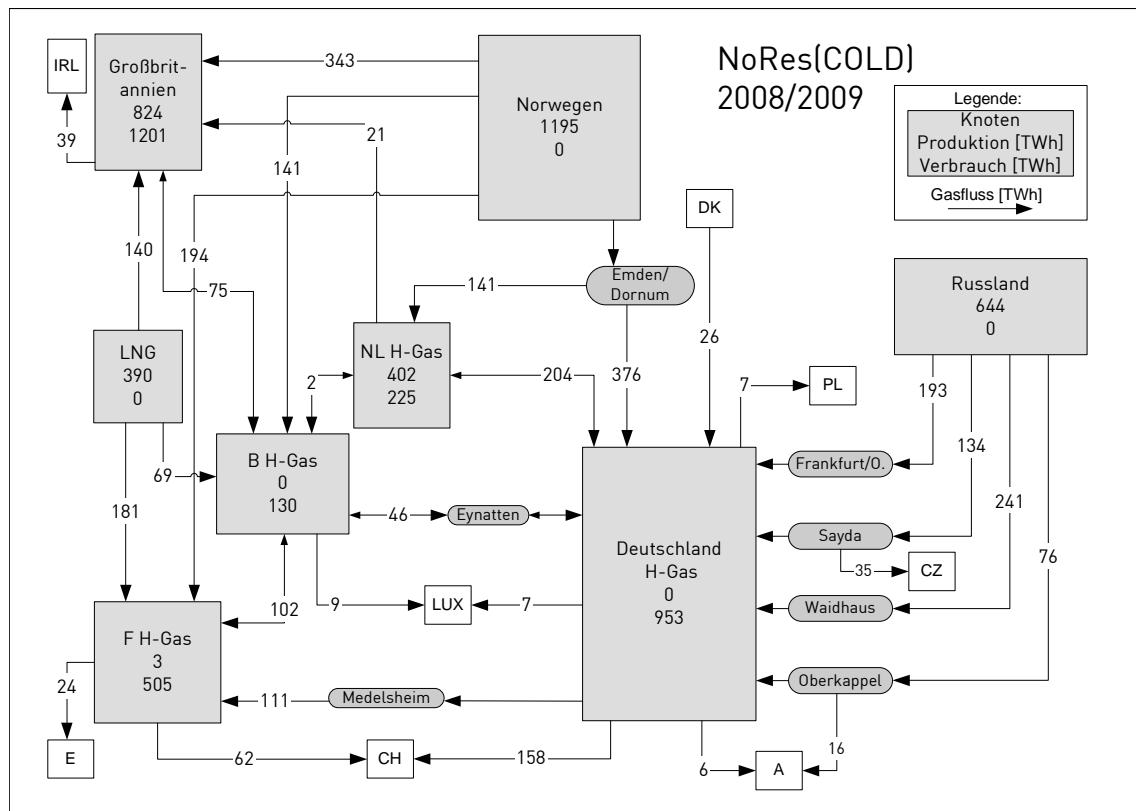 NoRes(COLD)
2008/2009
Legende:
Knoten
Produktion [TWh]
Verbrauch [TWh]
Gasfluss [TWh]
IRL
Großbrit-
annien
824
1201
39
343
21
141
Norwegen
1195
0
DK
140
194
75
Emden/
Dornum
141
Russland
644
0
LNG
390
0
NL H-Gas
402
225
2
204
376
26
7
PL
193
134
241
76
69
181
B H-Gas
0
130
46
Eynatten
Deutschland
H-Gas
0
953
Frankfurt/O.
Sayda
35
CZ
Waidhaus
Oberkappel
102
9
LUX
7
F H-Gas
3
505
24
E
111
Medelsheim
62
CH
158
6
A
16